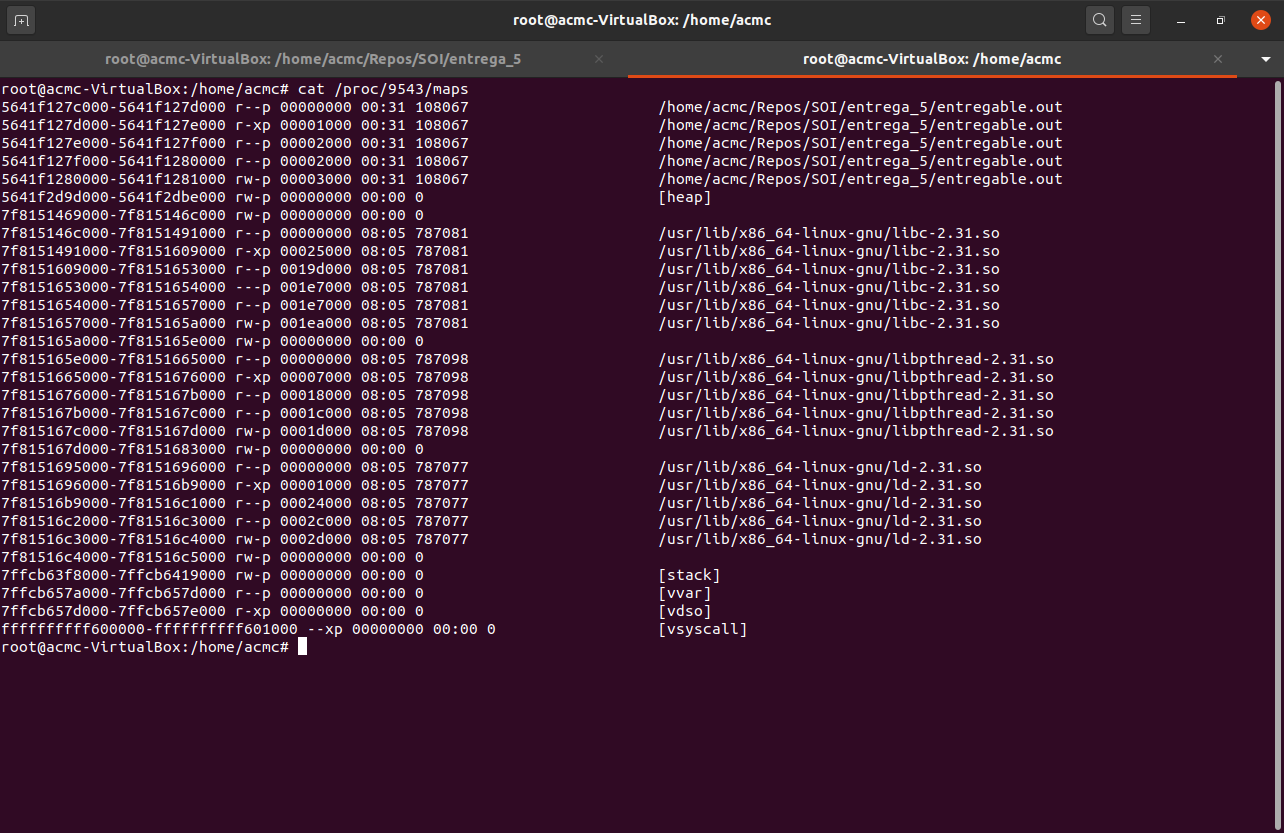 root@acmc-VirtualBox: /home/acmc
root@acmc-VirtualBox: /home/acmc/Repos/SOI/entrega_5 × root@acmc-VirtualBox: /home/acmc ×
root@acmc-VirtualBox:/home/acmc# cat /proc/9543/maps
5641f127c000-5641f127d000 r--p 00000000 00:31 108067 /home/acmc/Repos/SOI/entrega_5/entregable.out
5641f127d000-5641f127e000 r-xp 00001000 00:31 108067 /home/acmc/Repos/SOI/entrega_5/entregable.out
5641f127e000-5641f127f000 r--p 00002000 00:31 108067 /home/acmc/Repos/SOI/entrega_5/entregable.out
5641f127f000-5641f1280000 r--p 00002000 00:31 108067 /home/acmc/Repos/SOI/entrega_5/entregable.out
5641f1280000-5641f1281000 rw-p 00003000 00:31 108067 /home/acmc/Repos/SOI/entrega_5/entregable.out
5641f2d9d000-5641f2dbe000 rw-p 00000000 00:00 0 [heap]
7f8151469000-7f815146c000 rw-p 00000000 00:00 0
7f815146c000-7f8151491000 r--p 00000000 08:05 787081 /usr/lib/x86_64-linux-gnu/libc-2.31.so
7f8151491000-7f8151609000 r-xp 00025000 08:05 787081 /usr/lib/x86_64-linux-gnu/libc-2.31.so
7f8151609000-7f8151653000 r--p 0019d000 08:05 787081 /usr/lib/x86_64-linux-gnu/libc-2.31.so
7f8151653000-7f8151654000 ---p 001e7000 08:05 787081 /usr/lib/x86_64-linux-gnu/libc-2.31.so
7f8151654000-7f8151657000 r--p 001e7000 08:05 787081 /usr/lib/x86_64-linux-gnu/libc-2.31.so
7f8151657000-7f815165a000 rw-p 001ea000 08:05 787081 /usr/lib/x86_64-linux-gnu/libc-2.31.so
7f815165a000-7f815165e000 rw-p 00000000 00:00 0
7f815165e000-7f8151665000 r--p 00000000 08:05 787098 /usr/lib/x86_64-linux-gnu/libpthread-2.31.so
7f8151665000-7f8151676000 r-xp 00007000 08:05 787098 /usr/lib/x86_64-linux-gnu/libpthread-2.31.so
7f8151676000-7f815167b000 r--p 00018000 08:05 787098 /usr/lib/x86_64-linux-gnu/libpthread-2.31.so
7f815167b000-7f815167c000 r--p 0001c000 08:05 787098 /usr/lib/x86_64-linux-gnu/libpthread-2.31.so
7f815167c000-7f815167d000 rw-p 0001d000 08:05 787098 /usr/lib/x86_64-linux-gnu/libpthread-2.31.so
7f815167d000-7f8151683000 rw-p 00000000 00:00 0
7f8151695000-7f8151696000 r--p 00000000 08:05 787077 /usr/lib/x86_64-linux-gnu/ld-2.31.so
7f8151696000-7f81516b9000 r-xp 00001000 08:05 787077 /usr/lib/x86_64-linux-gnu/ld-2.31.so
7f81516b9000-7f81516c1000 r--p 00024000 08:05 787077 /usr/lib/x86_64-linux-gnu/ld-2.31.so
7f81516c2000-7f81516c3000 r--p 0002c000 08:05 787077 /usr/lib/x86_64-linux-gnu/ld-2.31.so
7f81516c3000-7f81516c4000 rw-p 0002d000 08:05 787077 /usr/lib/x86_64-linux-gnu/ld-2.31.so
7f81516c4000-7f81516c5000 rw-p 00000000 00:00 0
7ffcb63f8000-7ffcb6419000 rw-p 00000000 00:00 0 [stack]
7ffcb657a000-7ffcb657d000 r--p 00000000 00:00 0 [vvar]
7ffcb657d000-7ffcb657e000 r-xp 00000000 00:00 0 [vdso]
ffffffffff600000-ffffffffff601000 --xp 00000000 00:00 0 [vsyscall]
root@acmc-VirtualBox:/home/acmc#